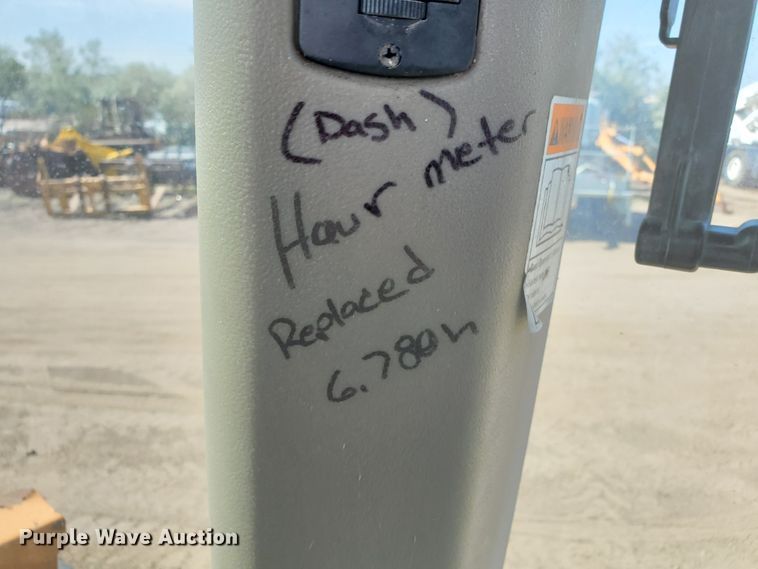 (Dash)
Hour meter
Replaced
6.780h
Purple Wave Auction